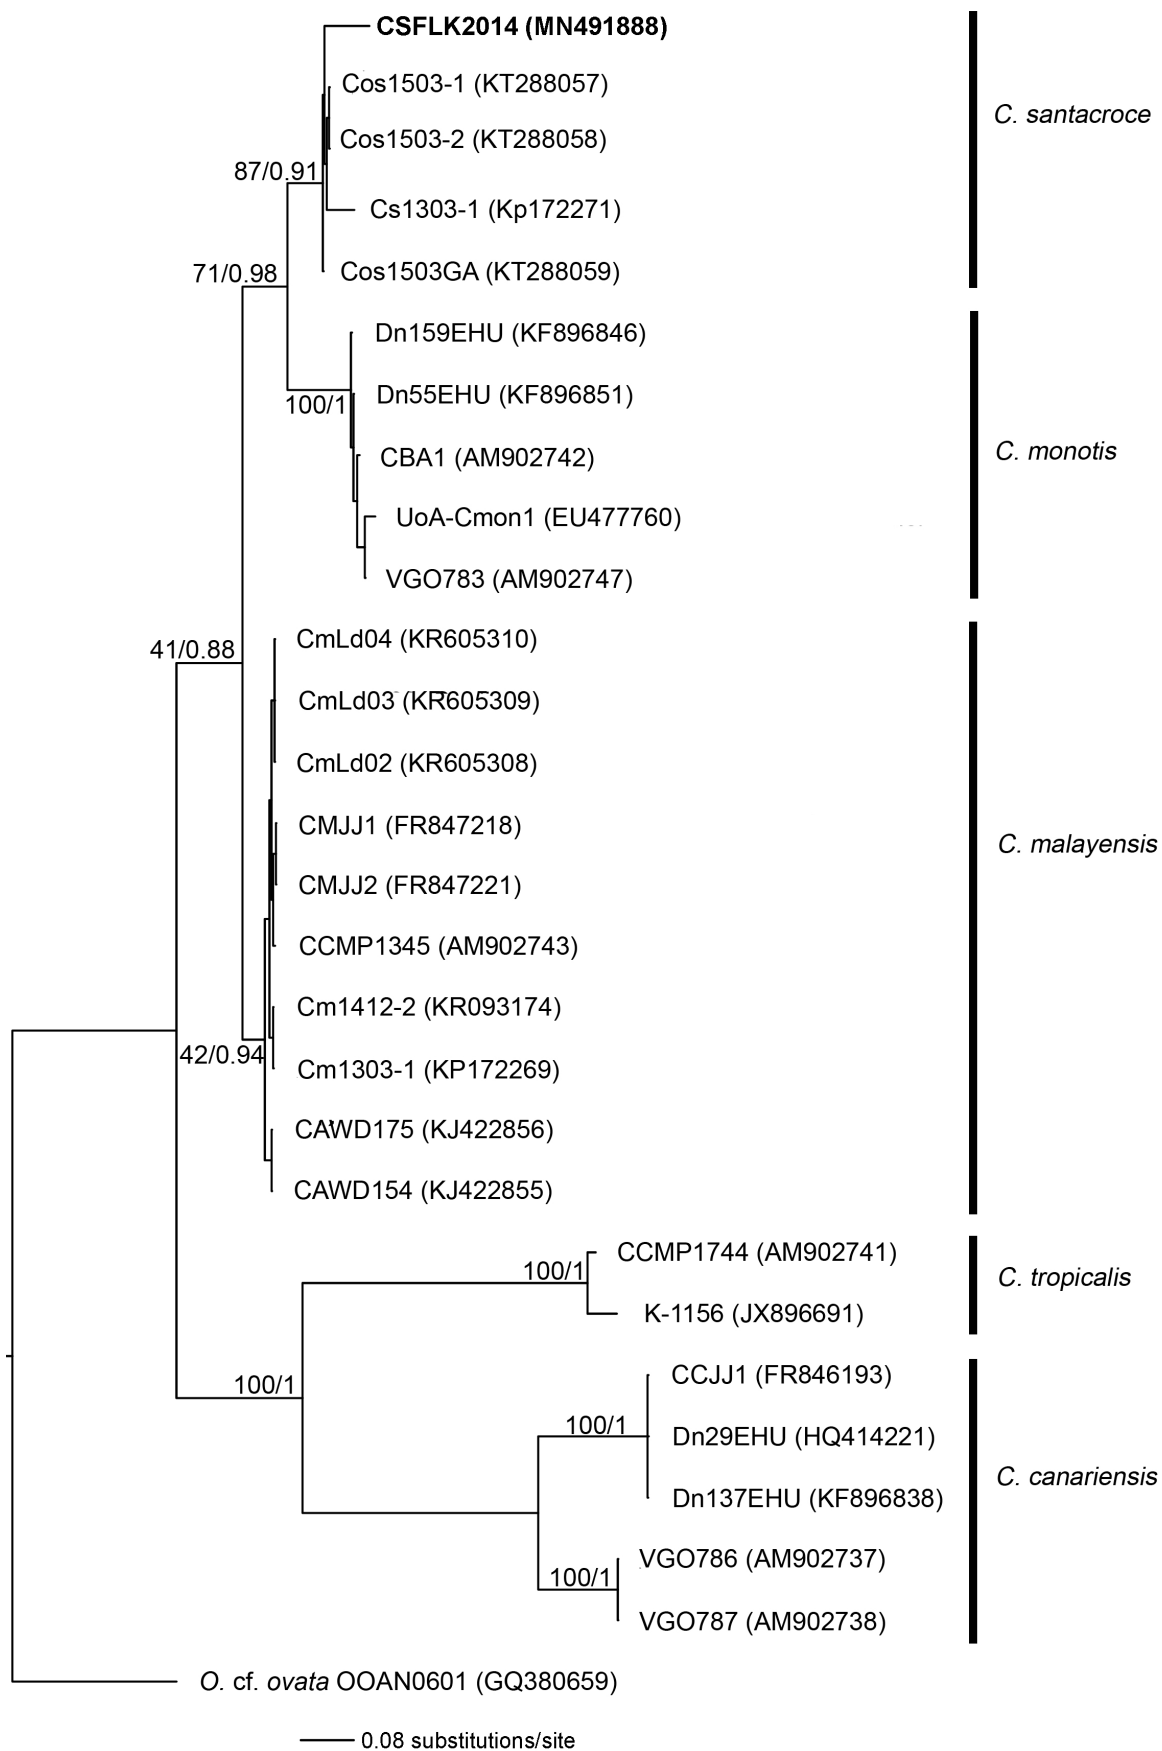 CSFLK2014 (MN491888)
Cos1503-1 (KT288057)
C. santacroce
Cos1503-2 (KT288058)
87/0.91
Cs1303-1 (Kp172271)
71/0.98
Cos1503GA (KT288059)
Dn159EHU (KF896846)
Dn55EHU (KF896851)
100/1
C. monotis
CBA1 (AM902742)
UoA-Cmon1 (EU477760)
VGO783 (AM902747)
CmLd04 (KR605310)
41/0.88
CmLd03 (KR605309)
CmLd02 (KR605308)
CMJJ1 (FR847218)
C. malayensis
CMJJ2 (FR847221)
CCMP1345 (AM902743)
Cm1412-2 (KR093174)
42/0.94
Cm1303-1 (KP172269)
CAWD175 (KJ422856)
CAWD154 (KJ422855)
CCMP1744 (AM902741)
100/1
C. tropicalis
K-1156 (JX896691)
CCJJ1 (FR846193)
100/1
100/1
Dn29EHU (HQ414221)
C. canariensis
Dn137EHU (KF896838)
VGO786 (AM902737)
100/1
VGO787 (AM902738)
O. cf. ovata OOAN0601 (GQ380659)
0.08 substitutions/site